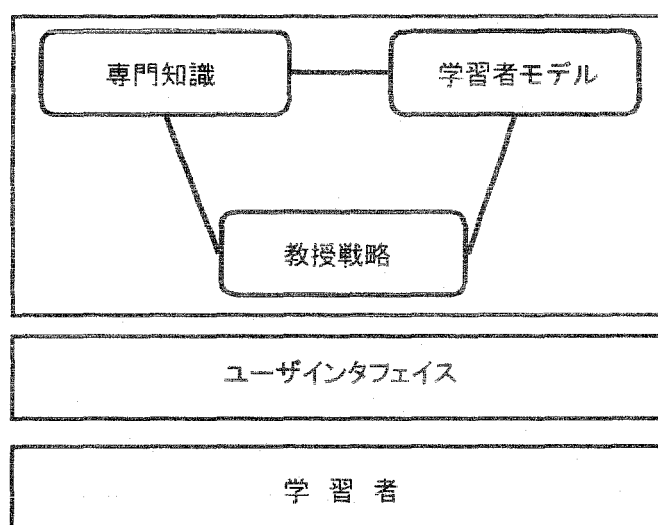 専門知識
学習者モデル
教授戦略
ユーザインタフェイス
学習者